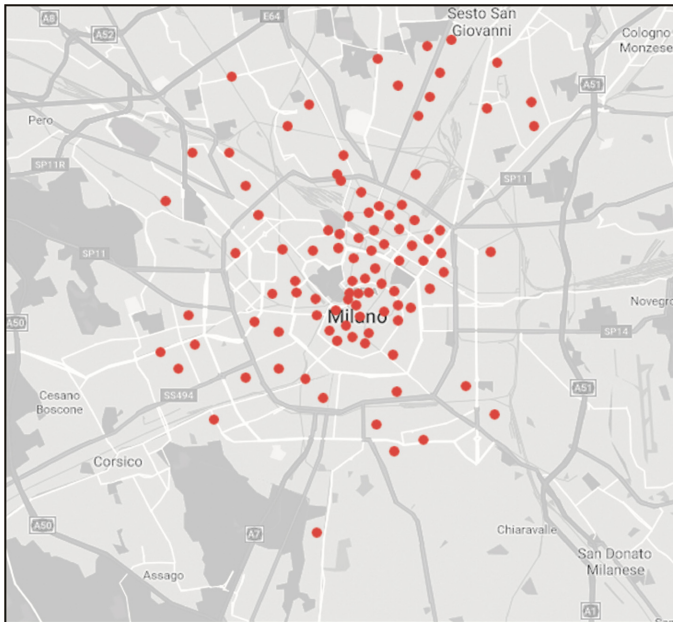 Sesto San
Giovanni
A8
E64
A52
Cologno
Monzese
A51
Pero
SP11R
SP11
SP11
A50
Novegro
Milano
SP14
A51
Cesano
Boscone
SS494
Corsico
A50
A7
Chiaravalle
San Donato
Milanese
Assago
A1